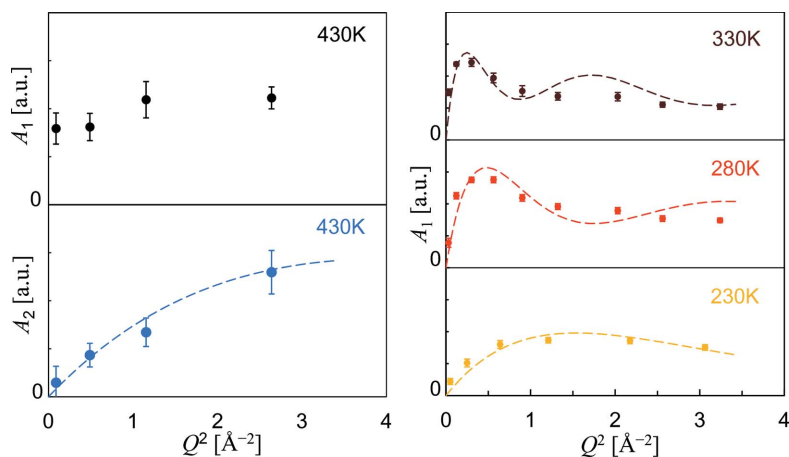 430K
A₁ [a.u.]
0
430K
A₂ [a.u.]
0
0 1 2 3 4
Q² [Å⁻²]
330K
0
280K
A₁ [a.u.]
0
230K
0
0 1 2 3 4
Q² [Å⁻²]